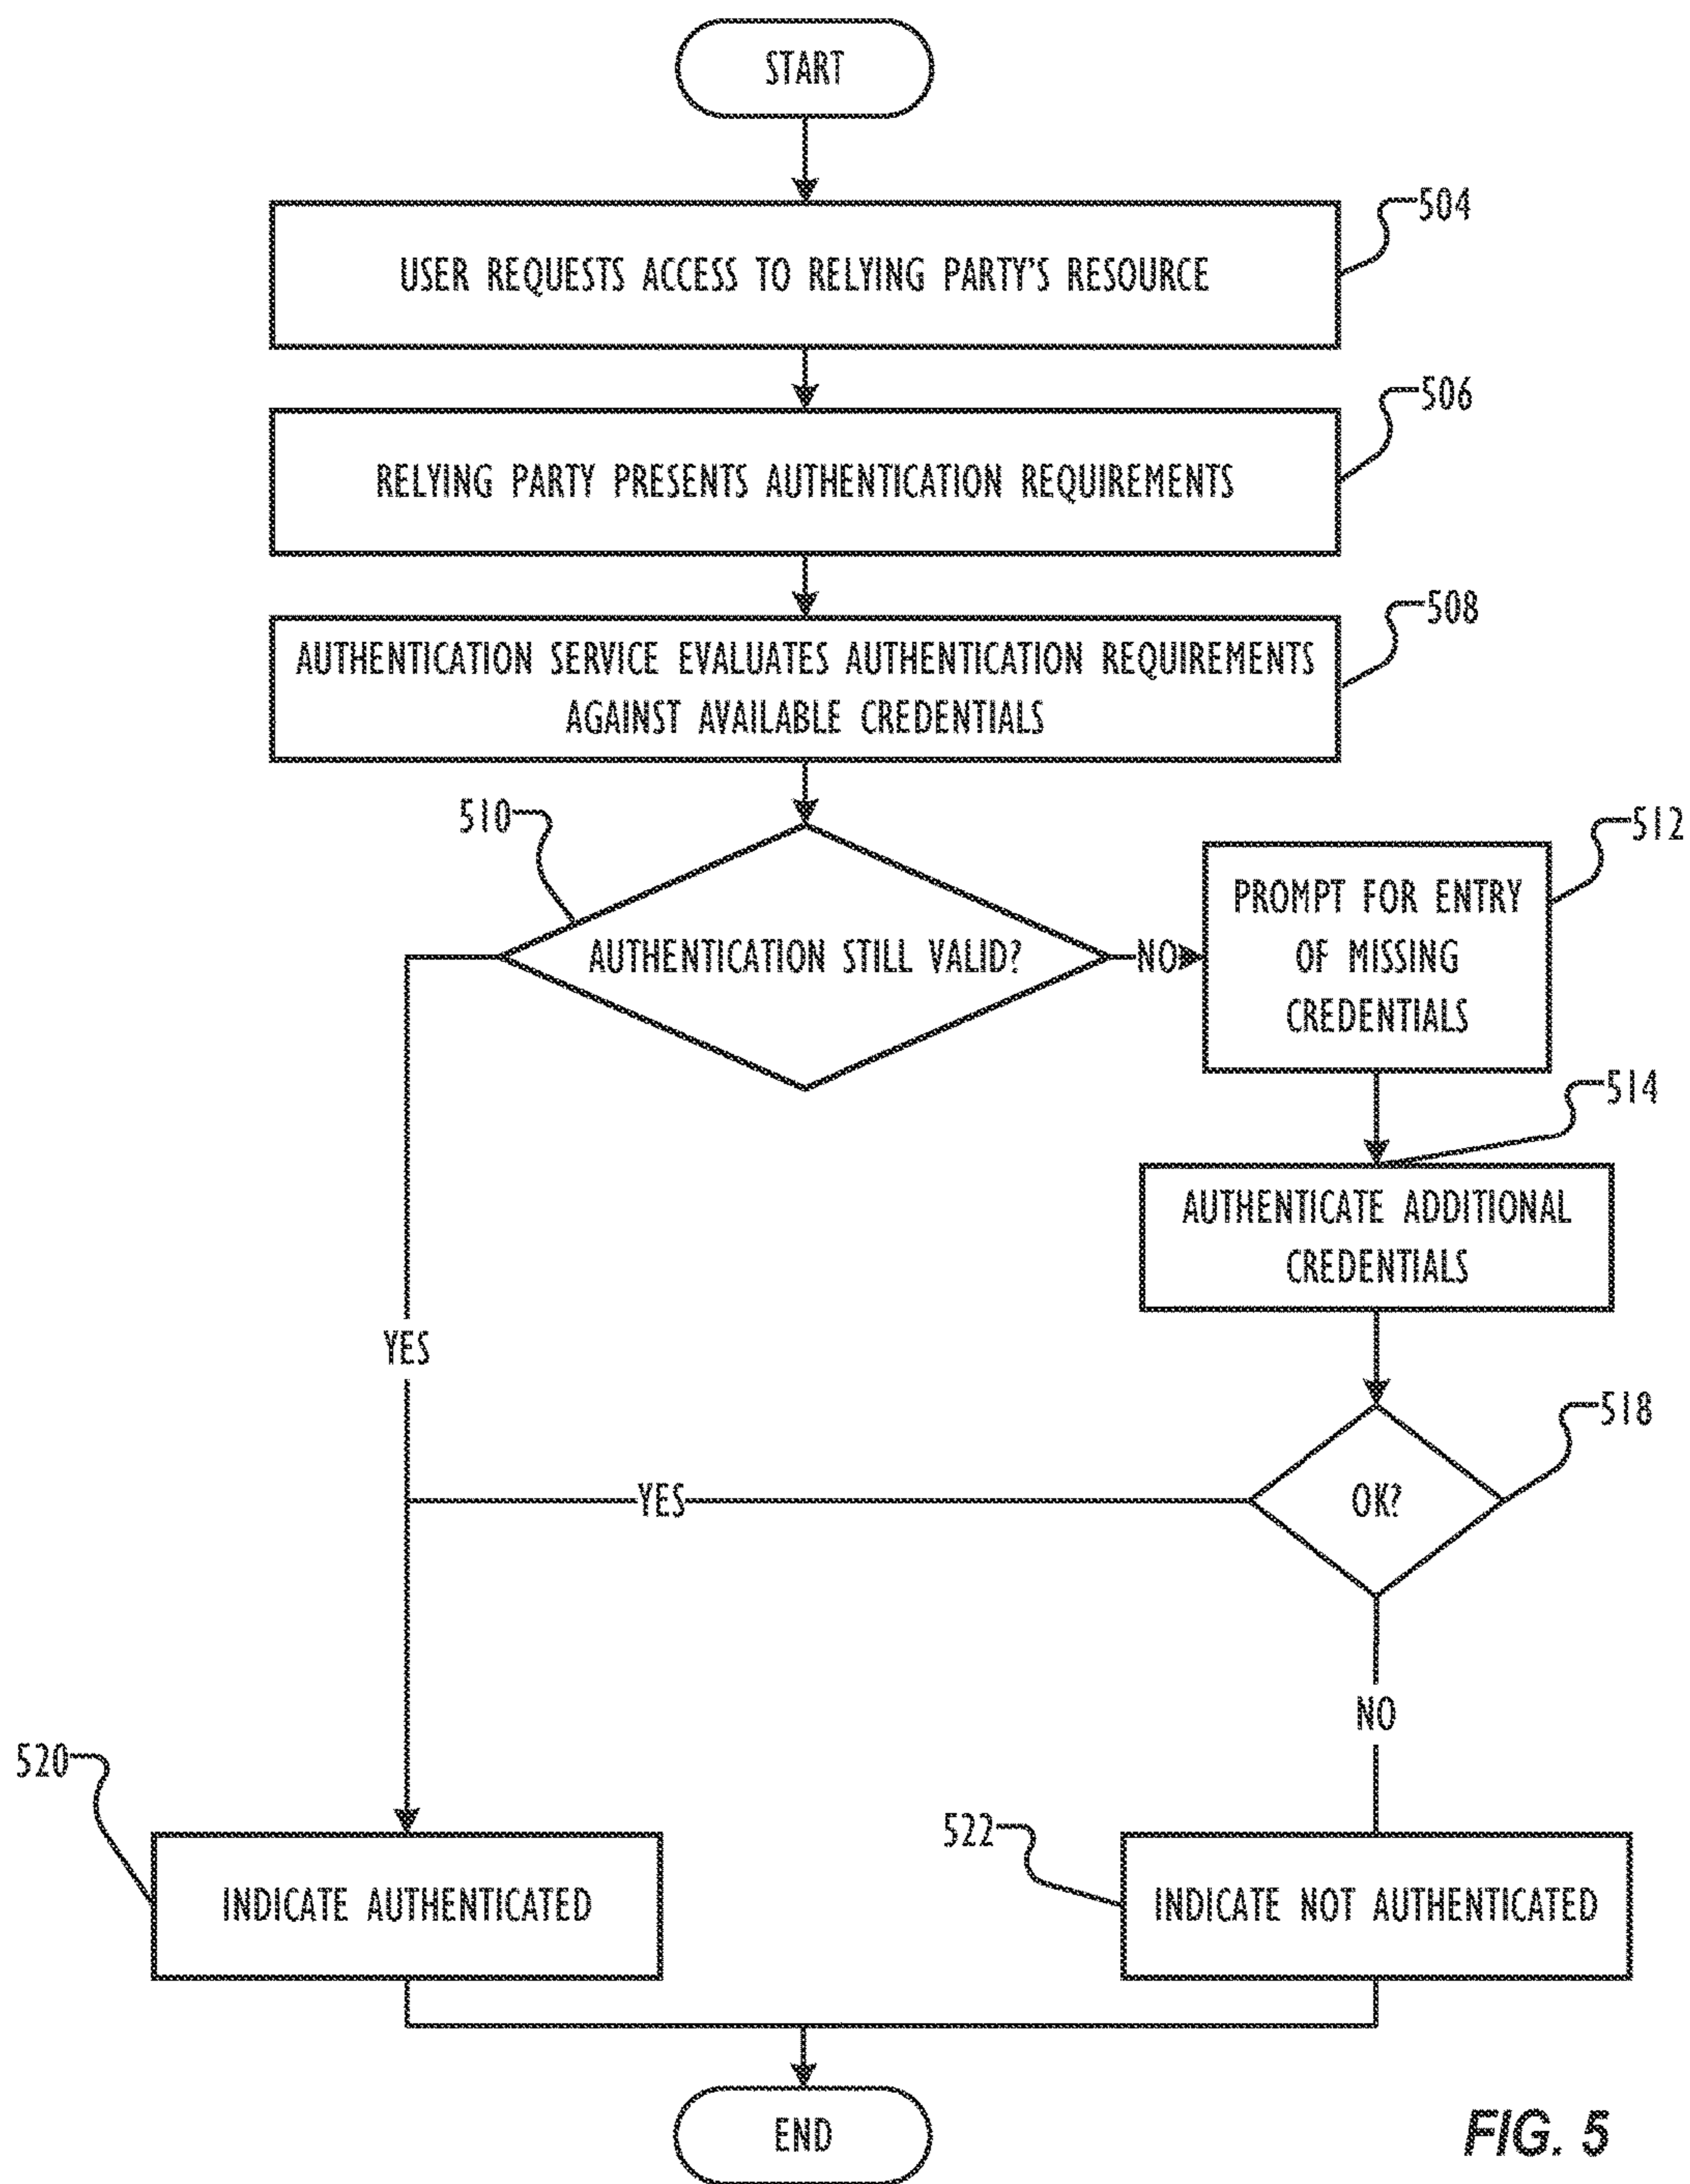 START
504
USER REQUESTS ACCESS TO RELYING PARTY'S RESOURCE
506
RELYING PARTY PRESENTS AUTHENTICATION REQUIREMENTS
508
AUTHENTICATION SERVICE EVALUATES AUTHENTICATION REQUIREMENTS
AGAINST AVAILABLE CREDENTIALS
510
AUTHENTICATION STILL VALID?
NO
512
PROMPT FOR ENTRY
OF MISSING
CREDENTIALS
514
AUTHENTICATE ADDITIONAL
CREDENTIALS
YES
518
OK?
YES
NO
520
INDICATE AUTHENTICATED
522
INDICATE NOT AUTHENTICATED
END
FIG. 5